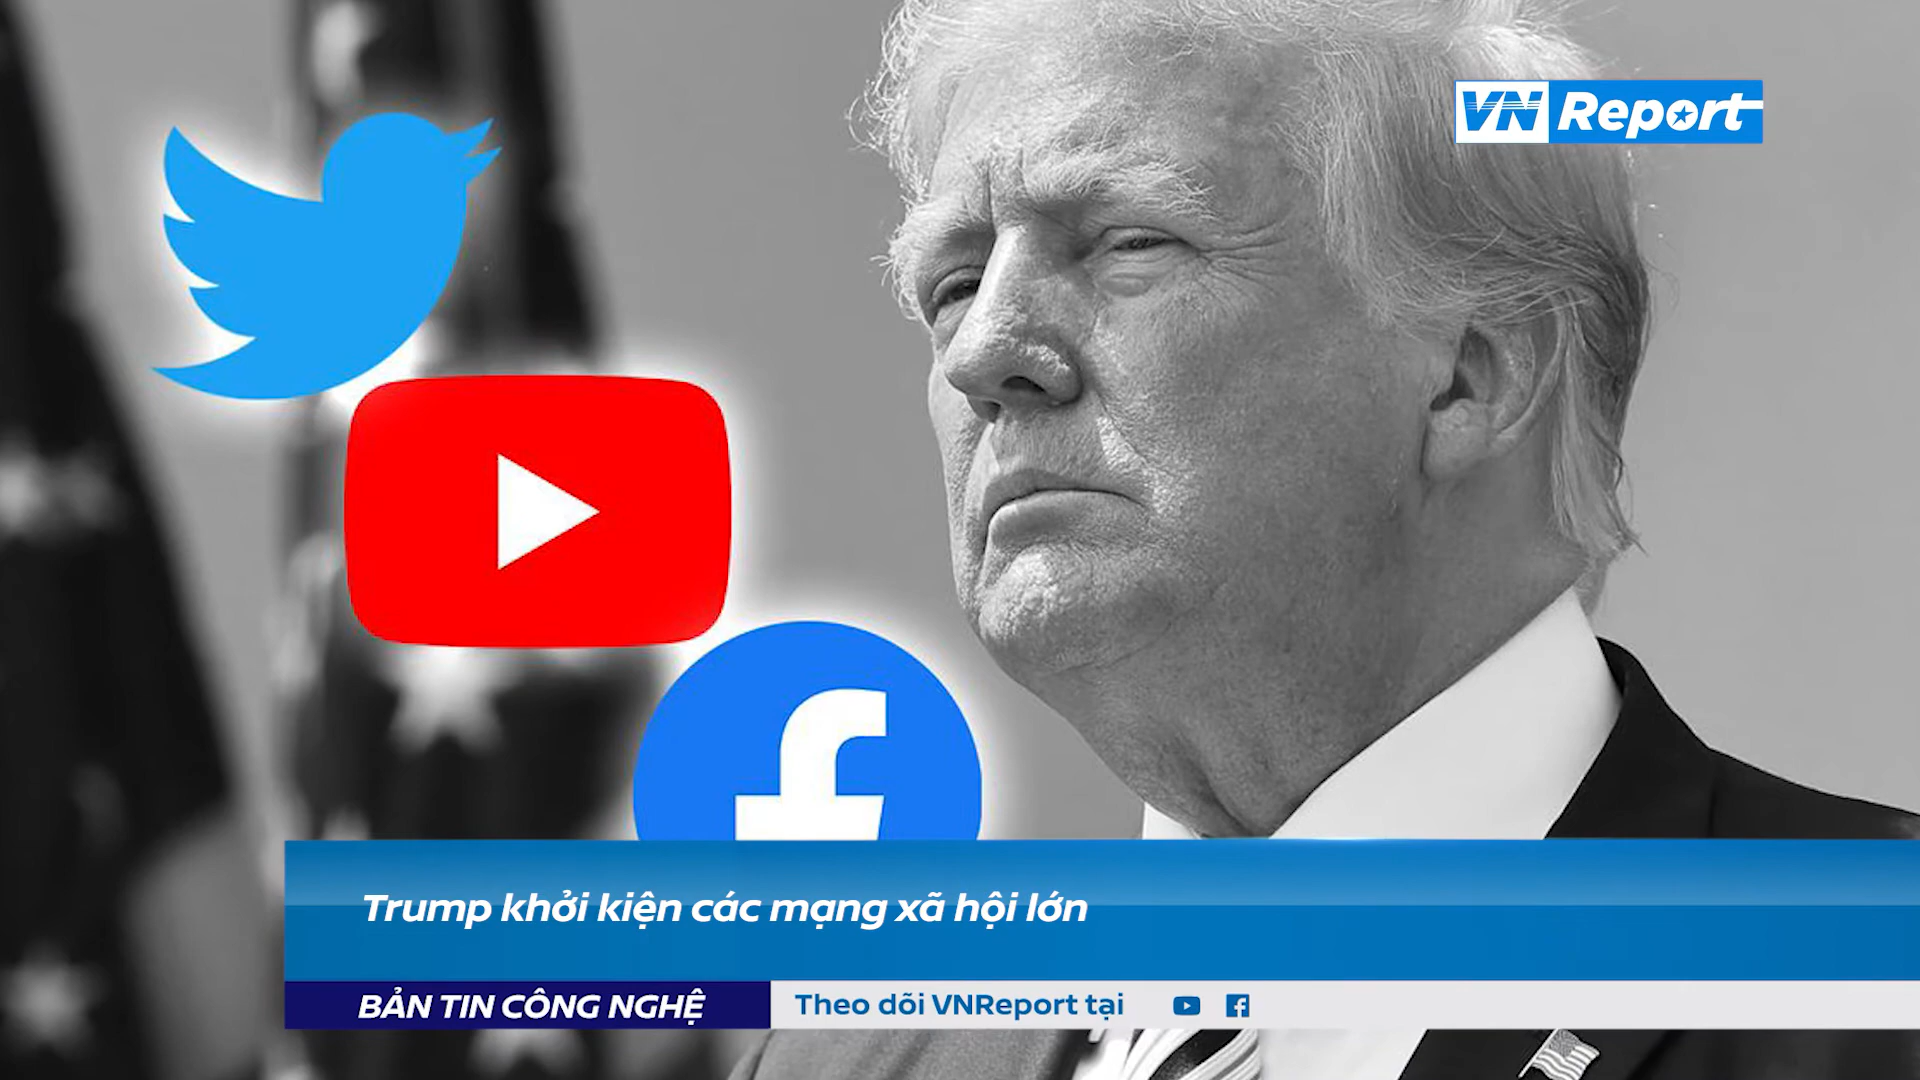 VN Report
Trump khởi kiện các mạng xã hội lớn
BẢN TIN CÔNG NGHỆ
Theo dõi VNReport tại